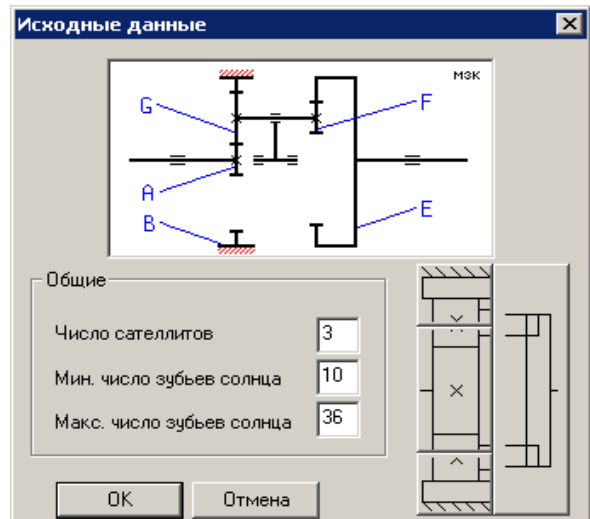 Исходные данные
мзк
G
F
A
B
E
Общие
Число сателлитов
3
Мин. число зубьев солнца
10
Макс. число зубьев солнца
36
OK
Отмена